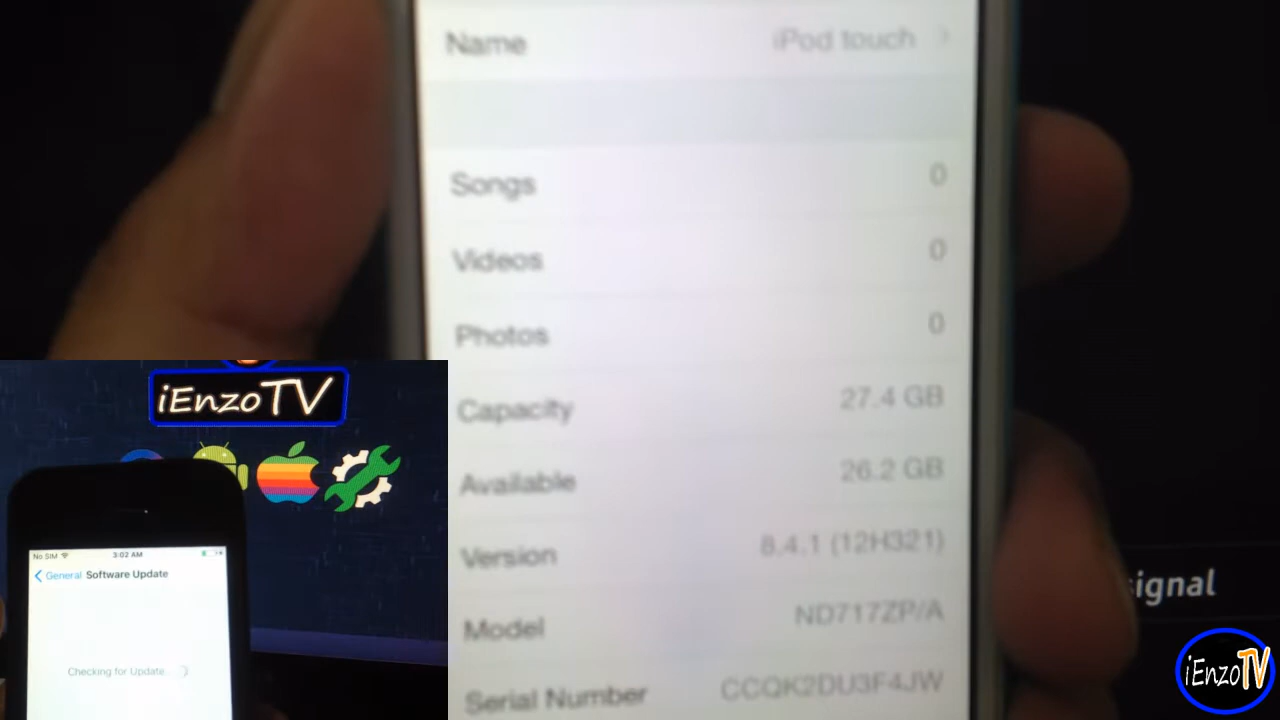 Name iPod touch
Songs 0
Videos 0
Photos 0
Capacity 27.4 GB
Available 26.2 GB
Version 8.4.1 (12H321)
Model ND717ZP/A
Serial Number CCQK2DU3F4JW
signal
iEnzoTV
No SIM 3:02 AM
General Software Update
Checking for Update...
iEnzoTV